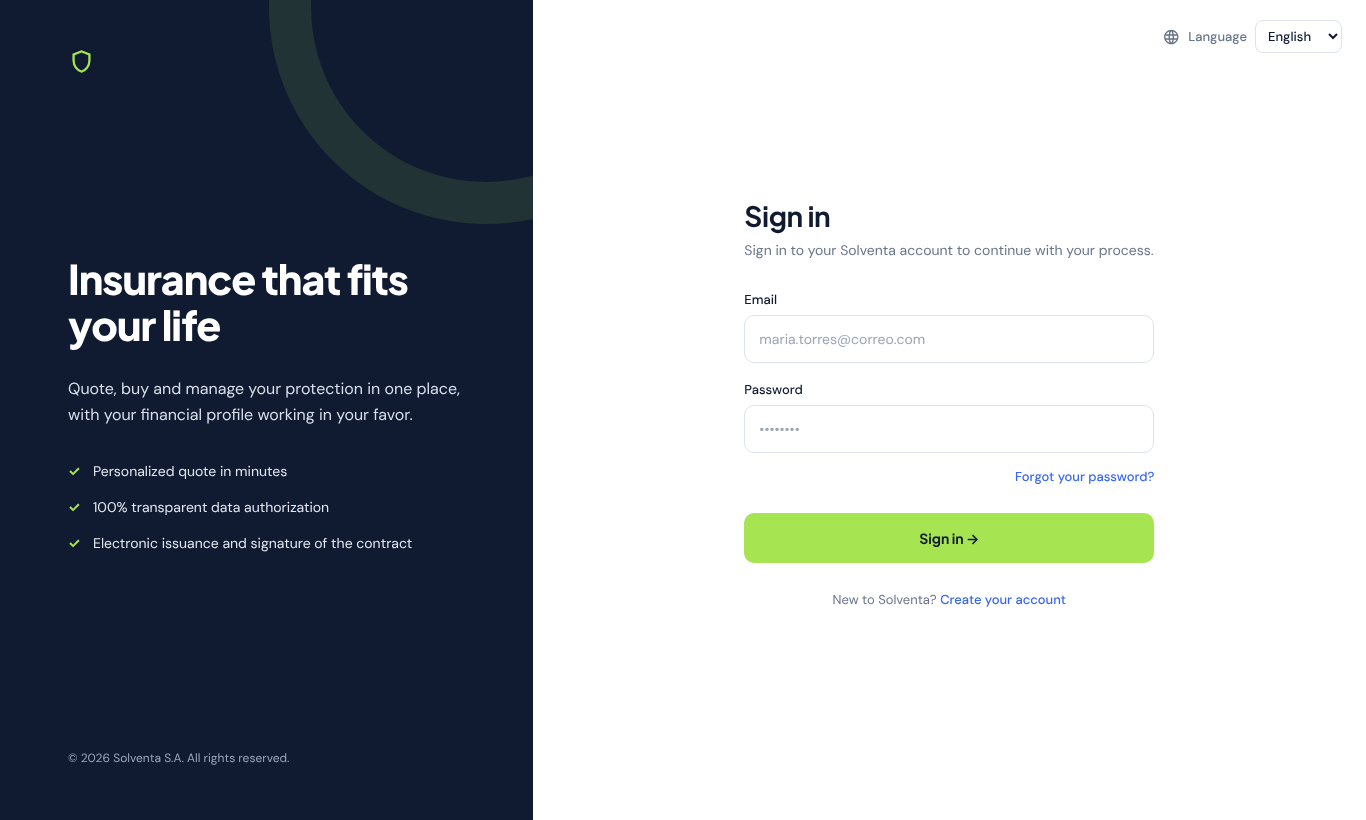 Language English
Insurance that fits
your life
Quote, buy and manage your protection in one place,
with your financial profile working in your favor.
Personalized quote in minutes
100% transparent data authorization
Electronic issuance and signature of the contract
© 2026 Solventa S.A. All rights reserved.
Sign in
Sign in to your Solventa account to continue with your process.
Email
maria.torres@correo.com
Password
••••••••
Forgot your password?
Sign in →
New to Solventa? Create your account